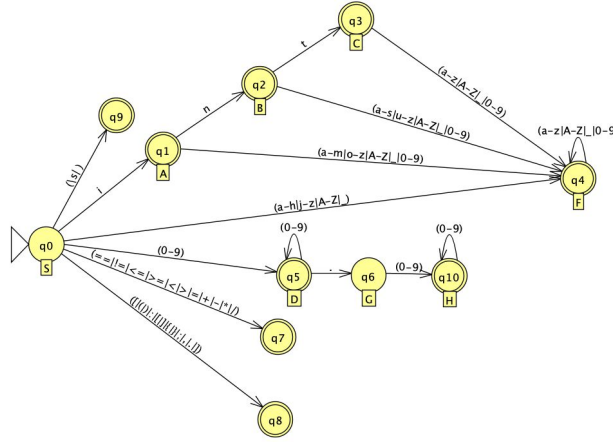 q3
C
t
(a-z|A-Z|_|0-9)
q2
B
n
(a-s|u-z|A-Z|_|0-9)
q9
q1
A
(a-m|o-z|A-Z|_|0-9)
(a-z|A-Z|_|0-9)
q4
F
(|s|)
i
(a-h|j-z|A-Z|_)
q0
S
(0-9)
(0-9)
q5
D
.
q6
G
(0-9)
(0-9)
q10
H
(==|!=|<=|>=|<|>|=|+|-|*|/)
q7
q8